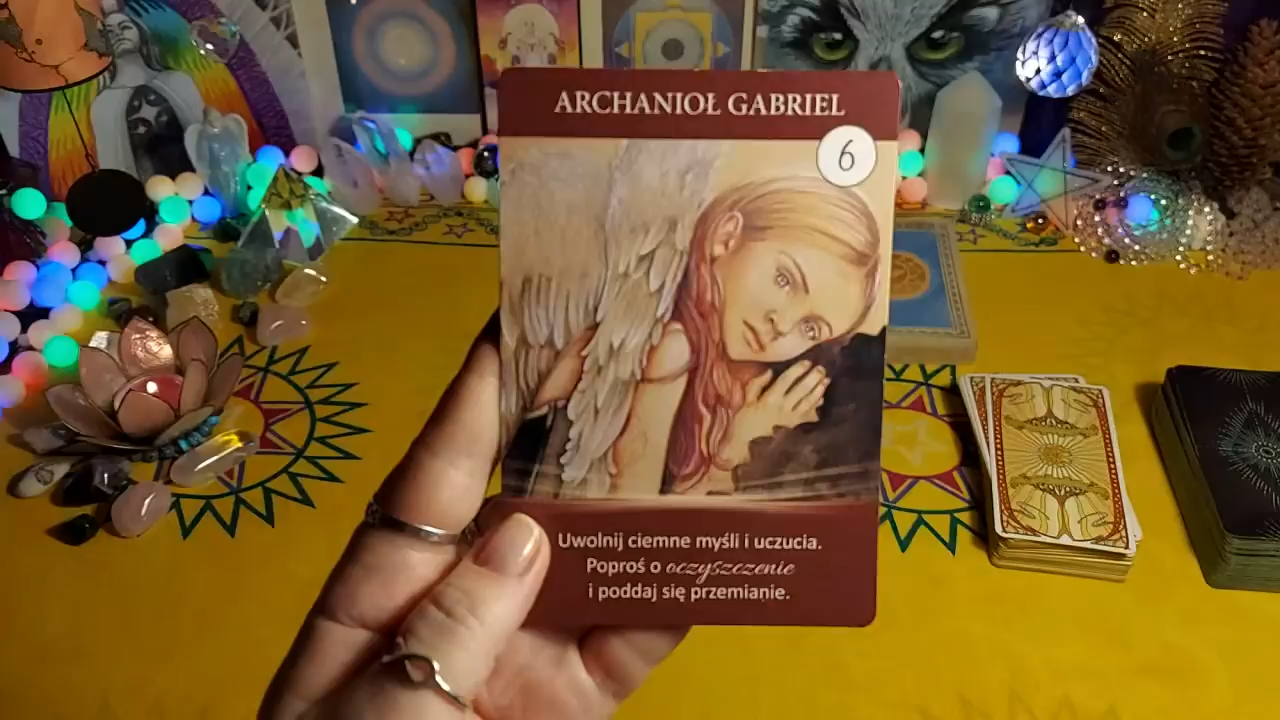 ARCHANIOŁ GABRIEL
6
Uwolnij ciemne myśli i uczucia.
Poproś o oczyszczenie
i poddaj się przemianie.